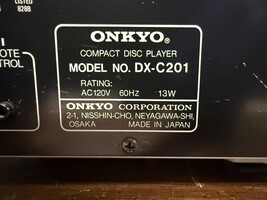 LISTED
828B
OTE
TROL
ONKYO®
COMPACT DISC PLAYER
MODEL NO. DX-C201
RATING:
AC120V 60Hz 13W
ONKYO CORPORATION
2-1, NISSHIN-CHO, NEYAGAWA-SHI,
OSAKA MADE IN JAPAN